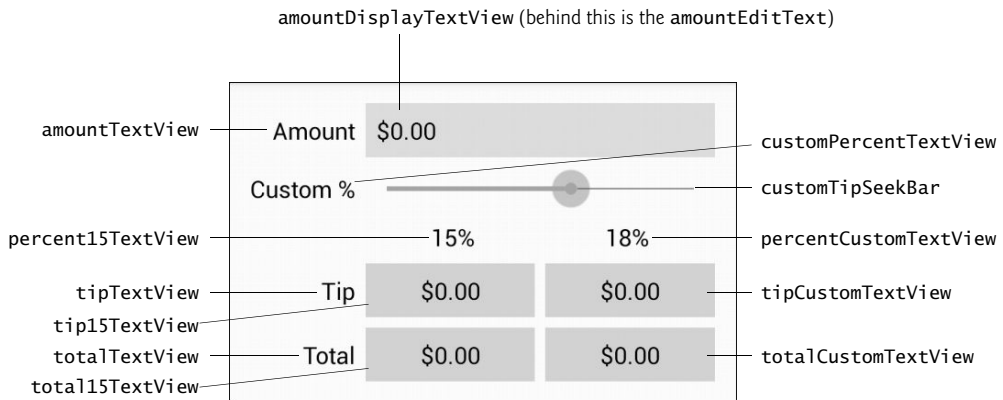 amountDisplayTextView (behind this is the amountEditText)
amountTextView
Amount
$0.00
customPercentTextView
Custom %
customTipSeekBar
percent15TextView
15%
18%
percentCustomTextView
tipTextView
Tip
$0.00
$0.00
tipCustomTextView
tip15TextView
totalTextView
Total
$0.00
$0.00
totalCustomTextView
total15TextView